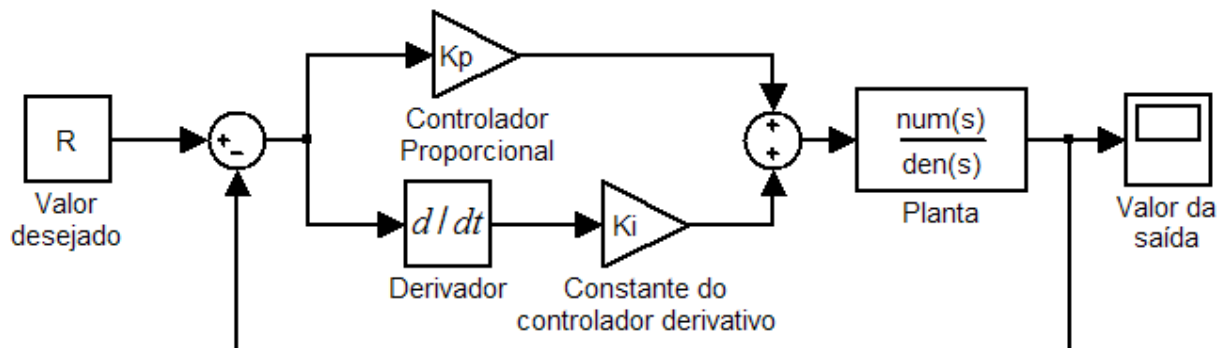 Kp
Controlador
Proporcional
R
Valor
desejado
+
−
d / dt
Derivador
Ki
Constante do
controlador derivativo
+
+
num(s)
den(s)
Planta
Valor da
saída